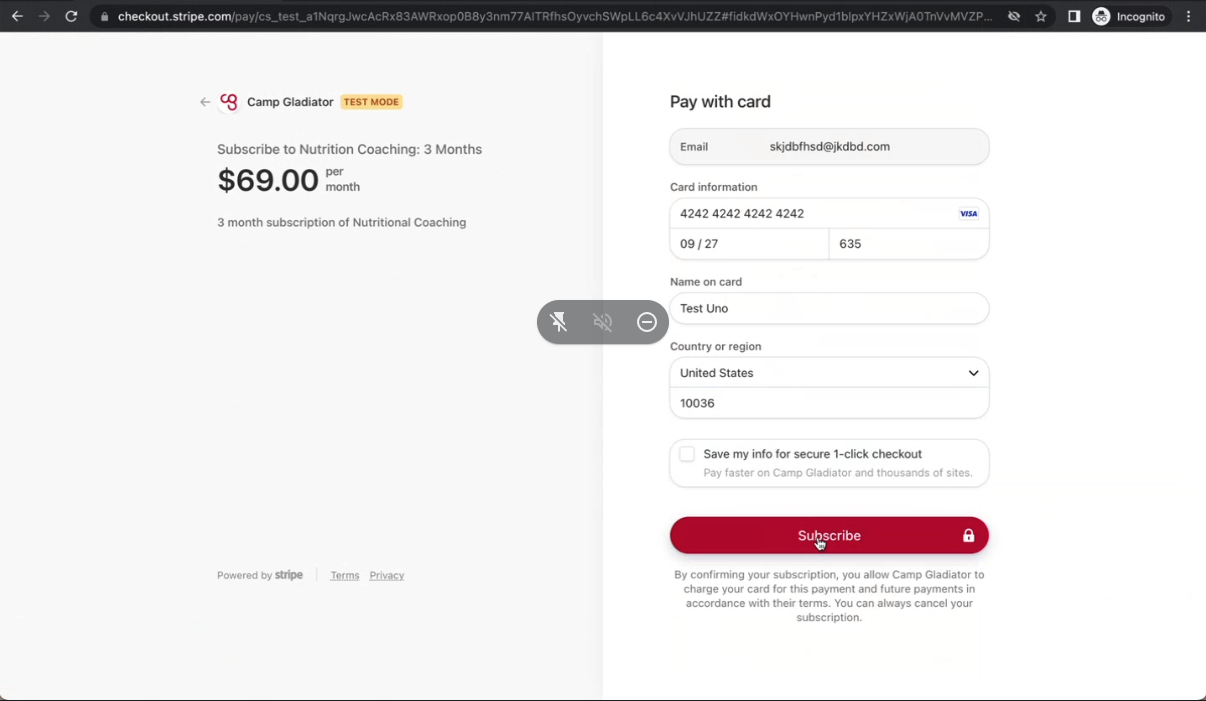 checkout.stripe.com/pay/cs_test_a1NqrgJwcAcRx83AWRxop0B8y3nm77AlTRfhsOyvchSWpLL6c4XvVJhUZZ#fidkdWxOYHwnPyd1blpxYHZxWjA0TnVvMVZP...
Incognito
Camp Gladiator
TEST MODE
Subscribe to Nutrition Coaching: 3 Months
$69.00 per
month
3 month subscription of Nutritional Coaching
Powered by stripe
Terms
Privacy
Pay with card
Email
skjdbfhsd@jkdbd.com
Card information
4242 4242 4242 4242
VISA
09 / 27
635
Name on card
Test Uno
Country or region
United States
10036
Save my info for secure 1-click checkout
Pay faster on Camp Gladiator and thousands of sites.
Subscribe
By confirming your subscription, you allow Camp Gladiator to
charge your card for this payment and future payments in
accordance with their terms. You can always cancel your
subscription.